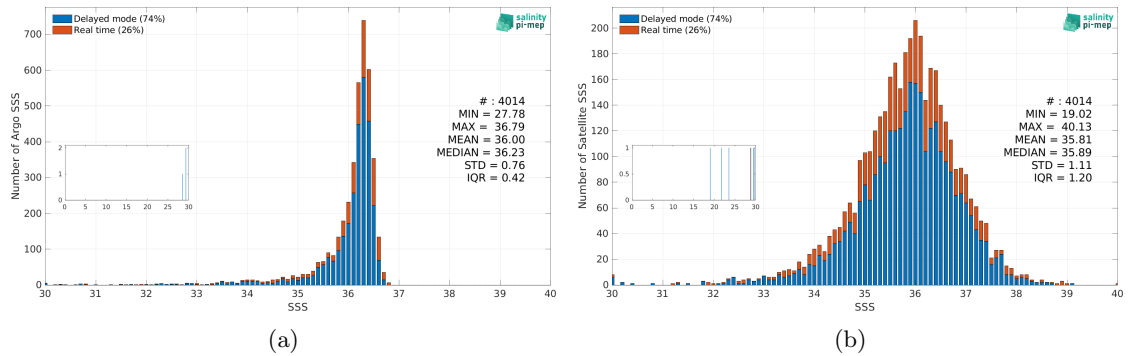 Delayed mode (74%)
Real time (26%)
salinity
pi-mep
Number of Argo SSS
700
600
500
400
300
200
100
0
# : 4014
MIN = 27.78
MAX = 36.79
MEAN = 36.00
MEDIAN = 36.23
STD = 0.76
IQR = 0.42
2
1
0
0 5 10 15 20 25 30
30 31 32 33 34 35 36 37 38 39 40
SSS
(a)
Delayed mode (74%)
Real time (26%)
salinity
pi-mep
Number of Satellite SSS
200
180
160
140
120
100
80
60
40
20
0
# : 4014
MIN = 19.02
MAX = 40.13
MEAN = 35.81
MEDIAN = 35.89
STD = 1.11
IQR = 1.20
1
0.5
0
0 5 10 15 20 25 30
30 31 32 33 34 35 36 37 38 39 40
SSS
(b)